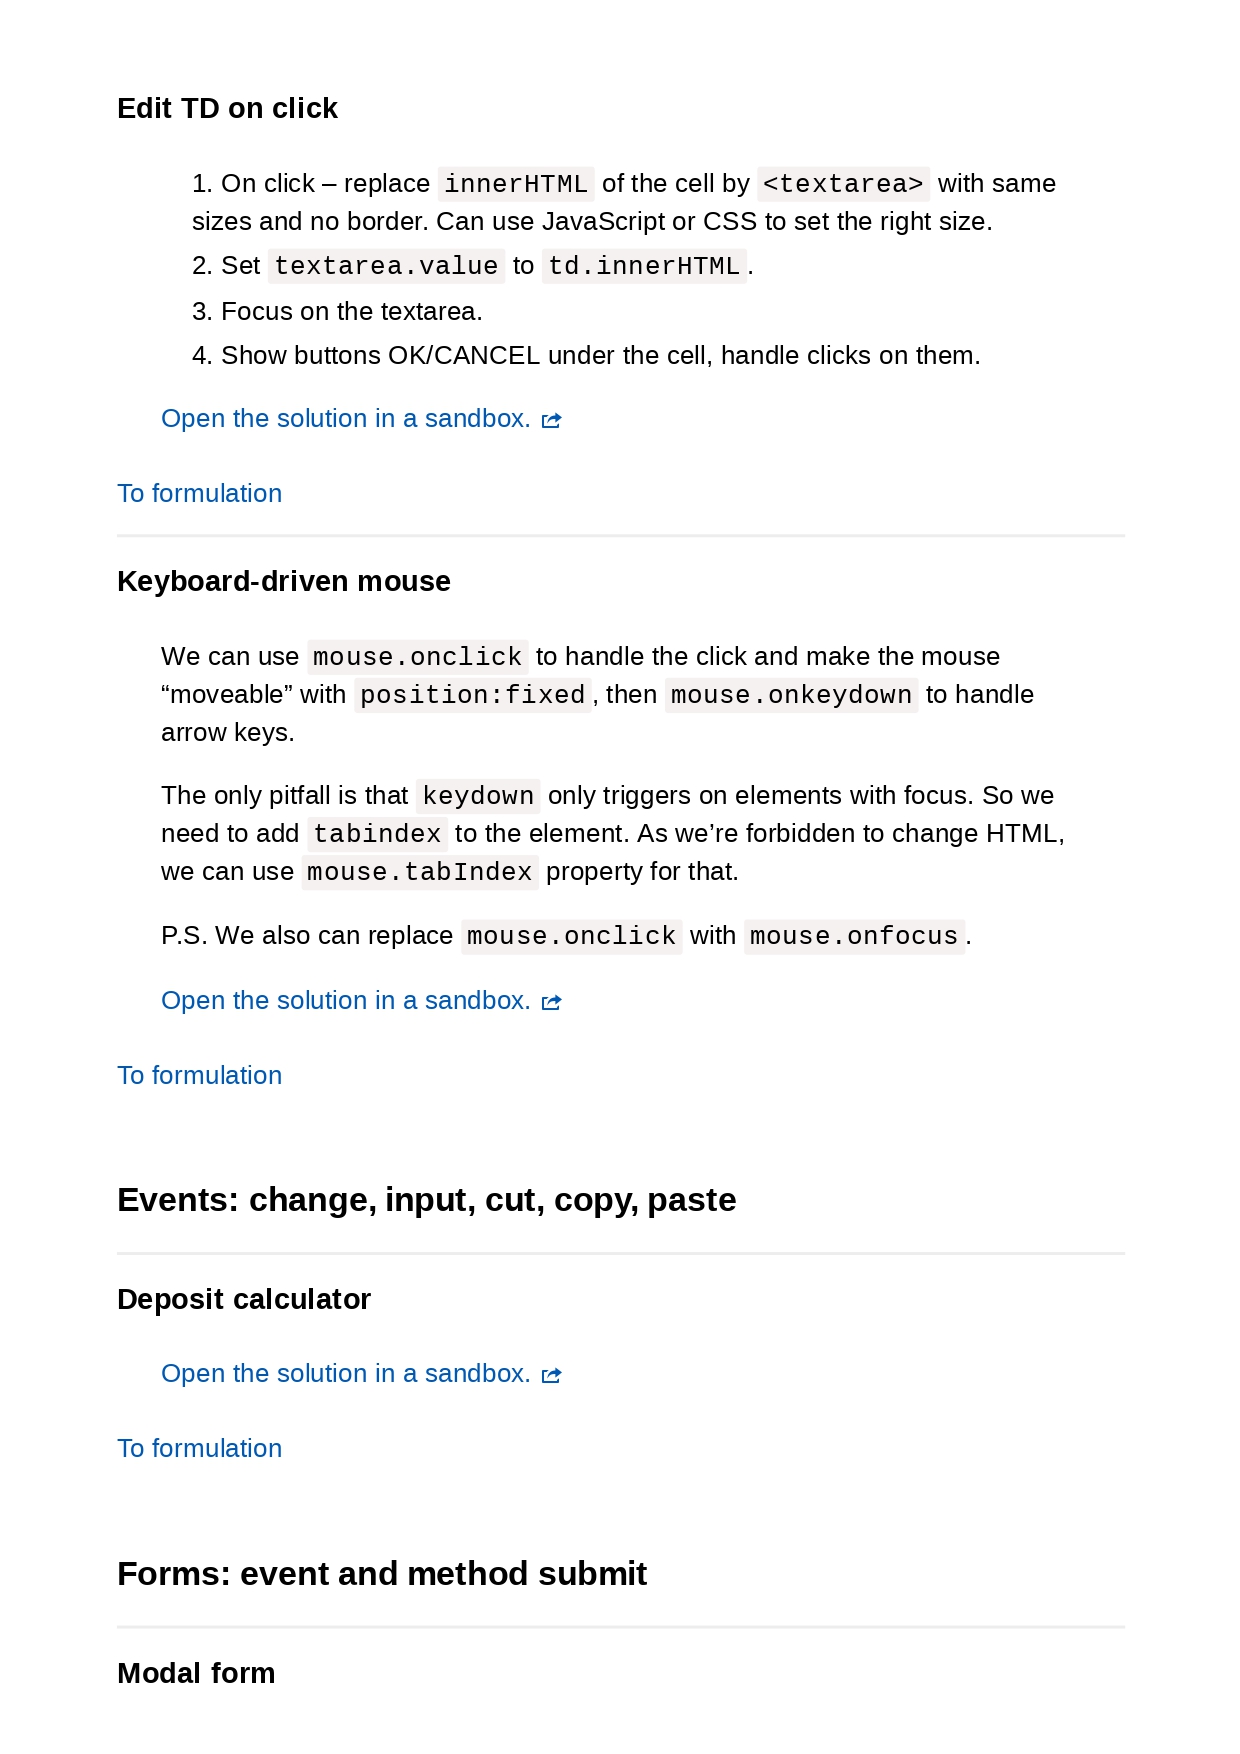 Edit TD on click
1. On click – replace innerHTML of the cell by <textarea> with same
sizes and no border. Can use JavaScript or CSS to set the right size.
2. Set textarea.value to td.innerHTML.
3. Focus on the textarea.
4. Show buttons OK/CANCEL under the cell, handle clicks on them.
Open the solution in a sandbox.
To formulation
Keyboard-driven mouse
We can use mouse.onclick to handle the click and make the mouse
“moveable” with position:fixed, then mouse.onkeydown to handle
arrow keys.
The only pitfall is that keydown only triggers on elements with focus. So we
need to add tabindex to the element. As we’re forbidden to change HTML,
we can use mouse.tabIndex property for that.
P.S. We also can replace mouse.onclick with mouse.onfocus.
Open the solution in a sandbox.
To formulation
Events: change, input, cut, copy, paste
Deposit calculator
Open the solution in a sandbox.
To formulation
Forms: event and method submit
Modal form